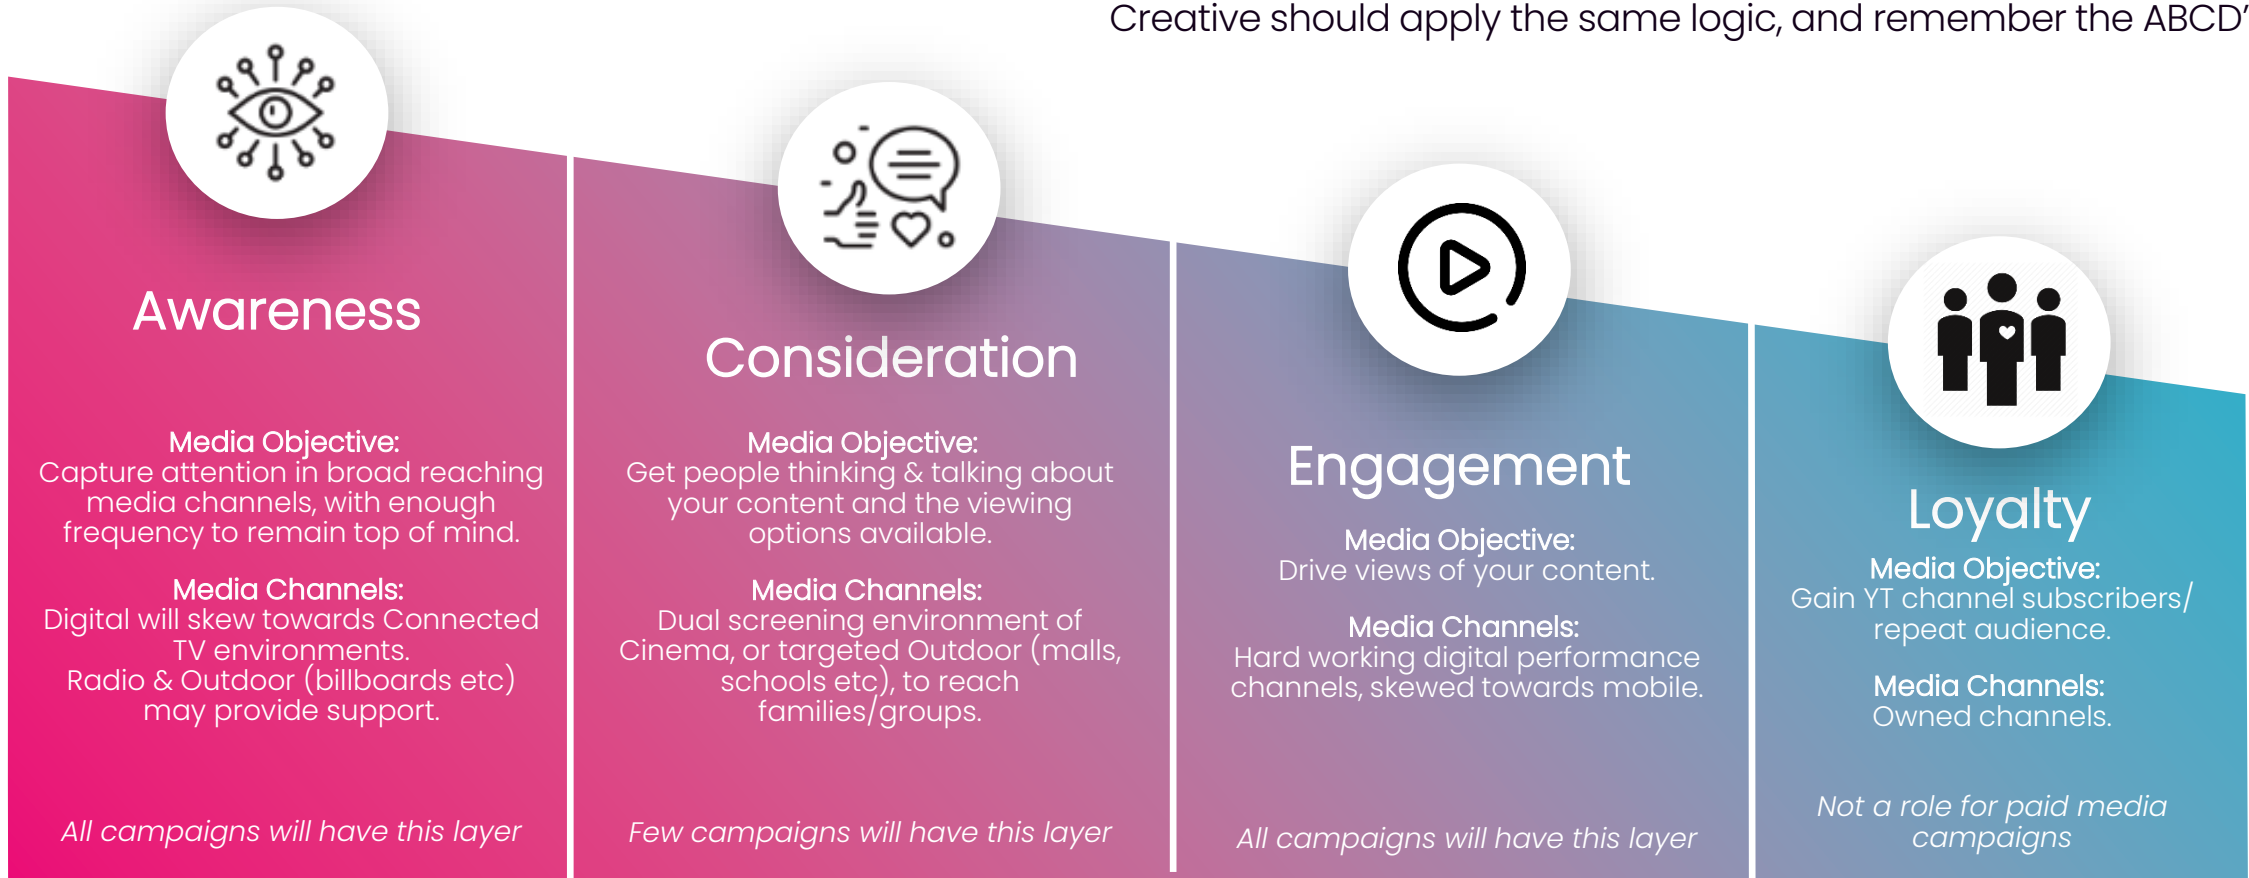 Creative should apply the same logic, and remember the ABCD’
Awareness
Media Objective:
Capture attention in broad reaching
media channels, with enough
frequency to remain top of mind.
Media Channels:
Digital will skew towards Connected
TV environments.
Radio & Outdoor (billboards etc)
may provide support.
All campaigns will have this layer
Consideration
Media Objective:
Get people thinking & talking about
your content and the viewing
options available.
Media Channels:
Dual screening environment of
Cinema, or targeted Outdoor (malls,
schools etc), to reach
families/groups.
Few campaigns will have this layer
Engagement
Media Objective:
Drive views of your content.
Media Channels:
Hard working digital performance
channels, skewed towards mobile.
All campaigns will have this layer
Loyalty
Media Objective:
Gain YT channel subscribers/
repeat audience.
Media Channels:
Owned channels.
Not a role for paid media
campaigns